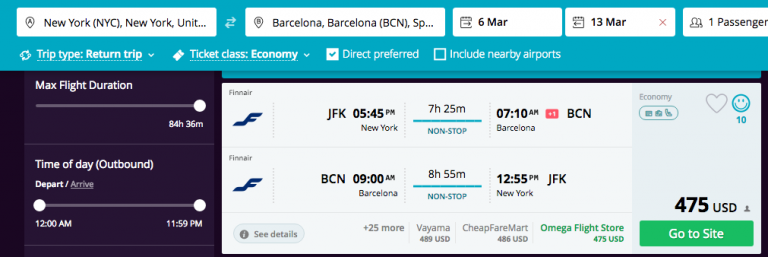 New York (NYC), New York, Unit...
Barcelona, Barcelona (BCN), Sp...
6 Mar
13 Mar
1 Passenger
Trip type: Return trip
Ticket class: Economy
Direct preferred
Include nearby airports
Max Flight Duration
84h 36m
Time of day (Outbound)
Depart / Arrive
12:00 AM 11:59 PM
Finnair
JFK 05:45 PM 7h 25m 07:10 AM +1 BCN
New York NON-STOP Barcelona
Finnair
BCN 09:00 AM 8h 55m 12:55 PM JFK
Barcelona NON-STOP New York
See details
+25 more
Vayama
489 USD
CheapFareMart
486 USD
Omega Flight Store
475 USD
Economy
10
475 USD
Go to Site